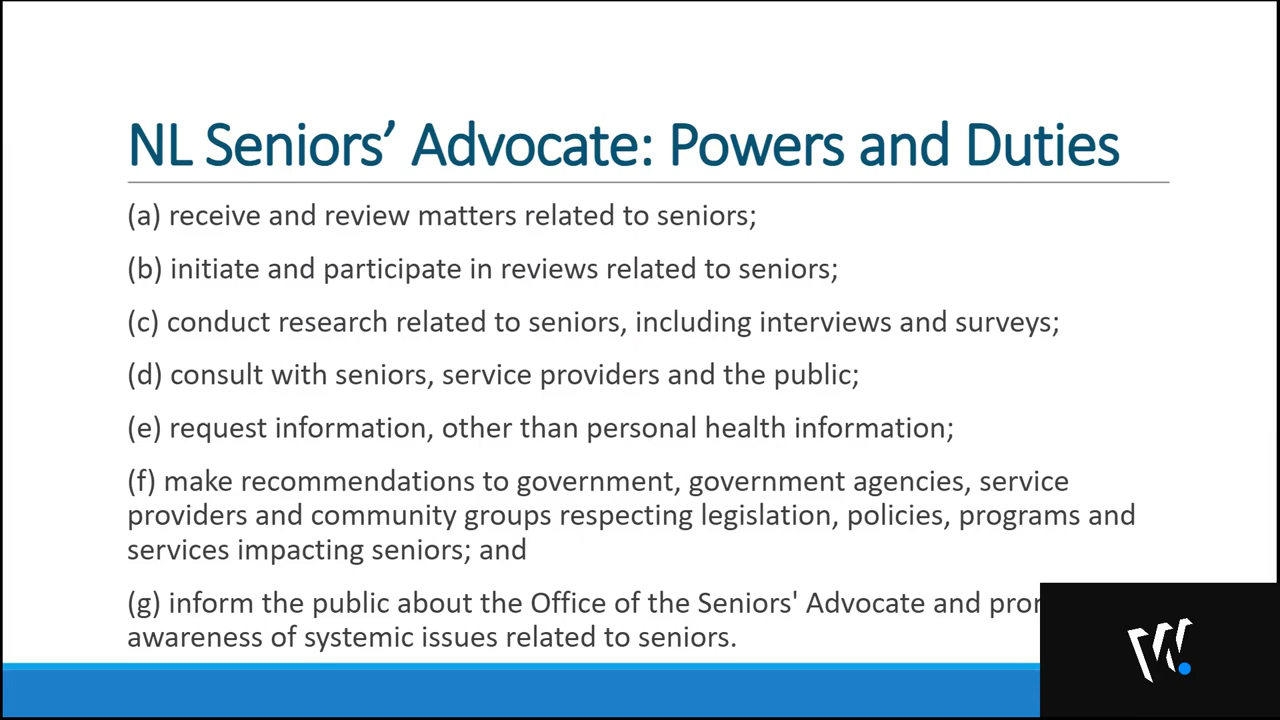 NL Seniors’ Advocate: Powers and Duties
(a) receive and review matters related to seniors;
(b) initiate and participate in reviews related to seniors;
(c) conduct research related to seniors, including interviews and surveys;
(d) consult with seniors, service providers and the public;
(e) request information, other than personal health information;
(f) make recommendations to government, government agencies, service
providers and community groups respecting legislation, policies, programs and
services impacting seniors; and
(g) inform the public about the Office of the Seniors' Advocate and
awareness of systemic issues related to seniors.
W.